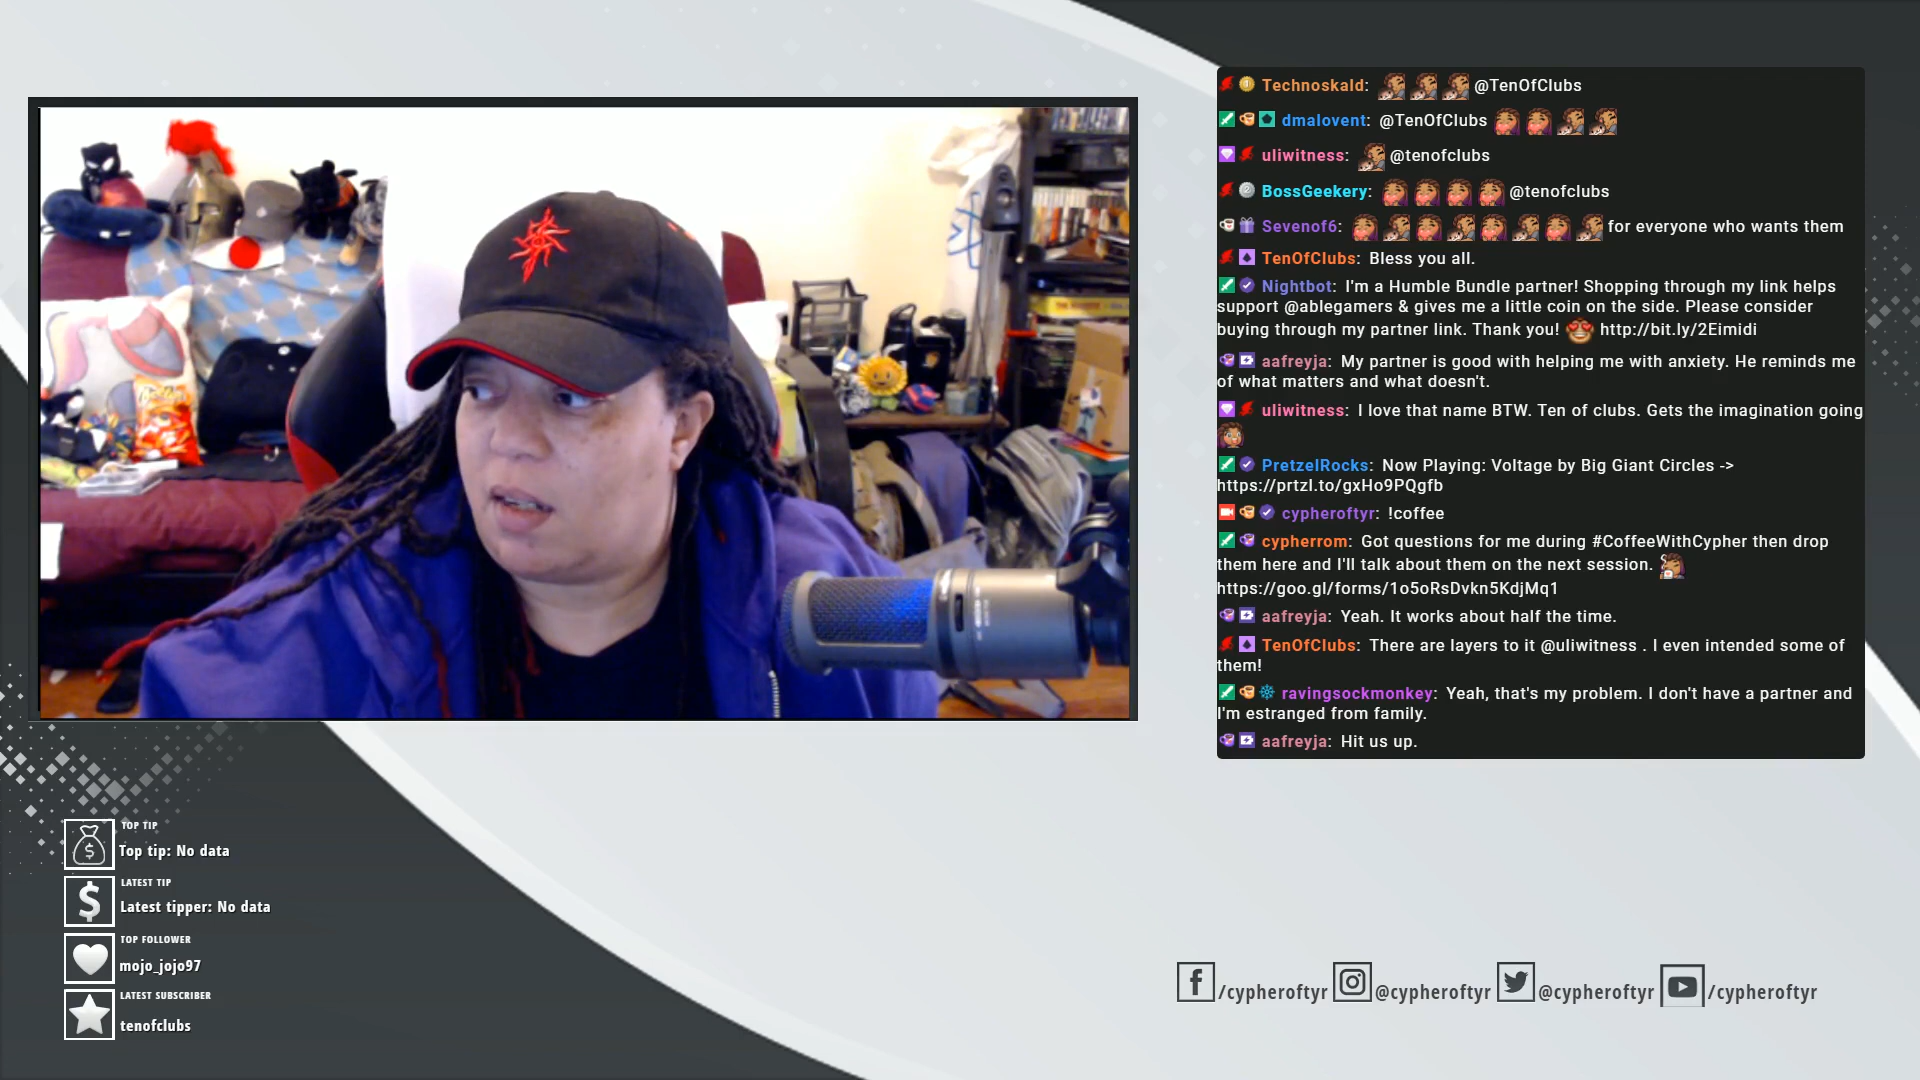 Technoskald: @TenOfClubs
dmalovent: @TenOfClubs
uliwitness: @tenofclubs
BossGeekery: @tenofclubs
Sevenof6: for everyone who wants them
TenOfClubs: Bless you all.
Nightbot: I'm a Humble Bundle partner! Shopping through my link helps
support @ablegamers & gives me a little coin on the side. Please consider
buying through my partner link. Thank you! http://bit.ly/2Eimidi
aafreyja: My partner is good with helping me with anxiety. He reminds me
of what matters and what doesn't.
uliwitness: I love that name BTW. Ten of clubs. Gets the imagination going
PretzelRocks: Now Playing: Voltage by Big Giant Circles ->
https://prtzl.to/gxHo9PQgfb
cypheroftyr: !coffee
cypherrom: Got questions for me during #CoffeeWithCypher then drop
them here and I'll talk about them on the next session.
https://goo.gl/forms/1o5oRsDvkn5KdjMq1
aafreyja: Yeah. It works about half the time.
TenOfClubs: There are layers to it @uliwitness . I even intended some of
them!
ravingsockmonkey: Yeah, that's my problem. I don't have a partner and
I'm estranged from family.
aafreyja: Hit us up.
TOP TIP
Top tip: No data
LATEST TIP
Latest tipper: No data
TOP FOLLOWER
mojo_jojo97
LATEST SUBSCRIBER
tenofclubs
/cypheroftyr @cypheroftyr @cypheroftyr /cypheroftyr